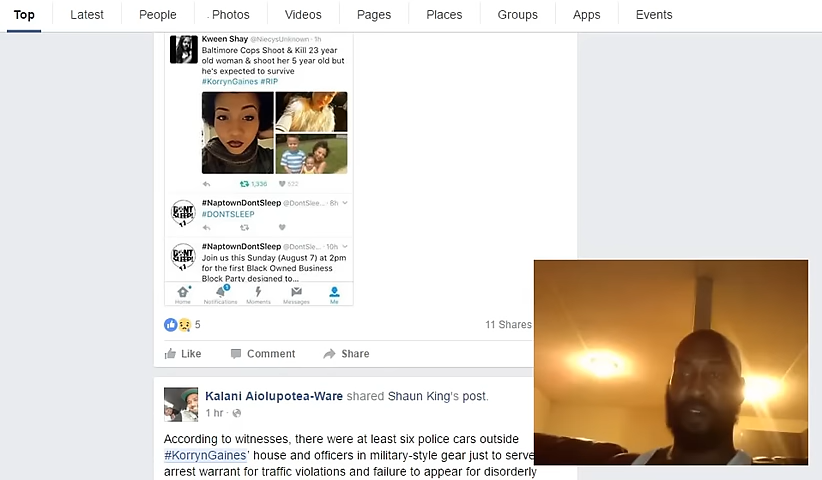 Top Latest People Photos Videos Pages Places Groups Apps Events
Kween Shay @NiecysUnknown · 1h
Baltimore Cops Shoot & Kill 23 year
old woman & shoot her 5 year old but
he's expected to survive
#KorrynGaines #RIP
1,336 522
#NaptownDontSleep @DontSlee... · 8h
#DONTSLEEP
#NaptownDontSleep @DontSle... · 10h
Join us this Sunday (August 7) at 2pm
for the first Black Owned Business
Block Party designed to...
Home Notifications Moments Messages Me
5 11 Shares
Like Comment Share
Kalani Aiolupotea-Ware shared Shaun King's post.
1 hr ·
According to witnesses, there were at least six police cars outside
#KorrynGaines' house and officers in military-style gear just to serve
arrest warrant for traffic violations and failure to appear for disorderly